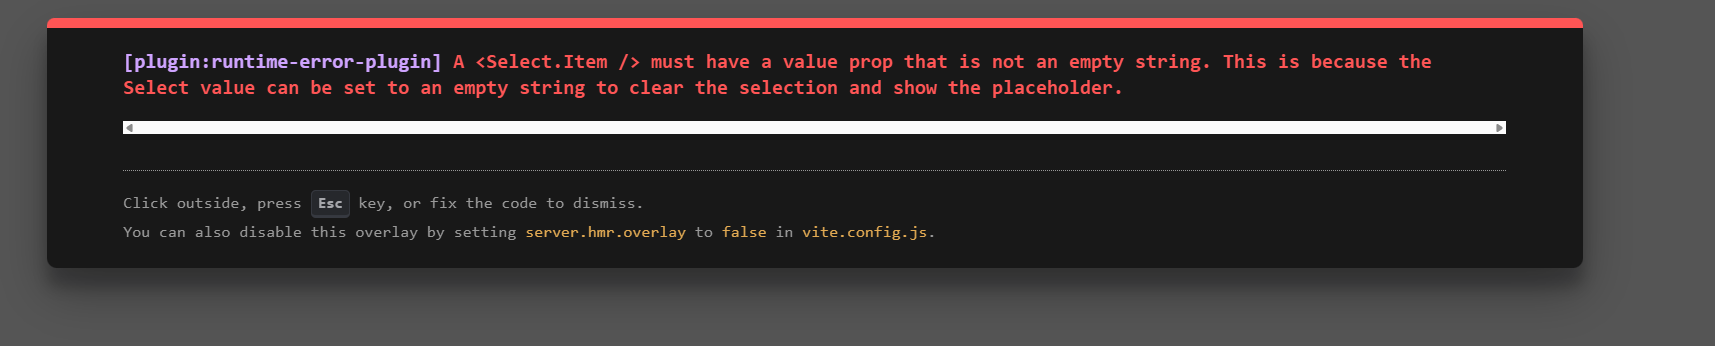 [plugin:runtime-error-plugin] A <Select.Item /> must have a value prop that is not an empty string. This is because the
Select value can be set to an empty string to clear the selection and show the placeholder.
Click outside, press Esc key, or fix the code to dismiss.
You can also disable this overlay by setting server.hmr.overlay to false in vite.config.js.